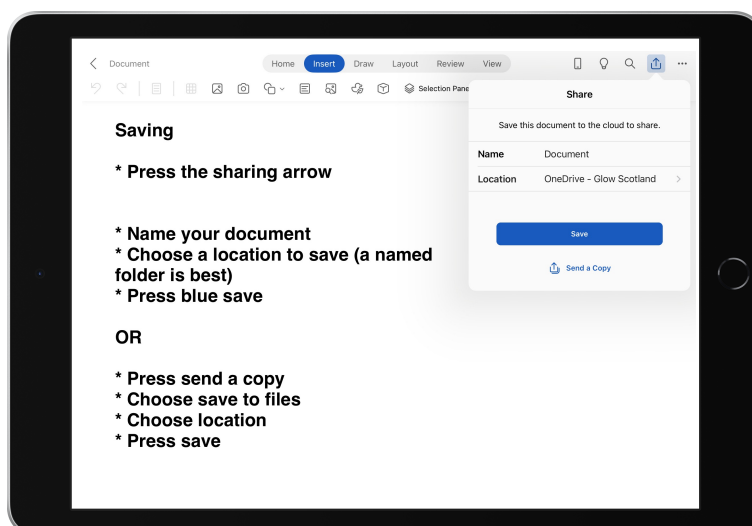 Document
Home Insert Draw Layout Review View
Selection Pane
Share
Save this document to the cloud to share.
Name Document
Location OneDrive - Glow Scotland
Save
Send a Copy
Saving
* Press the sharing arrow
* Name your document
* Choose a location to save (a named
folder is best)
* Press blue save
OR
* Press send a copy
* Choose save to files
* Choose location
* Press save